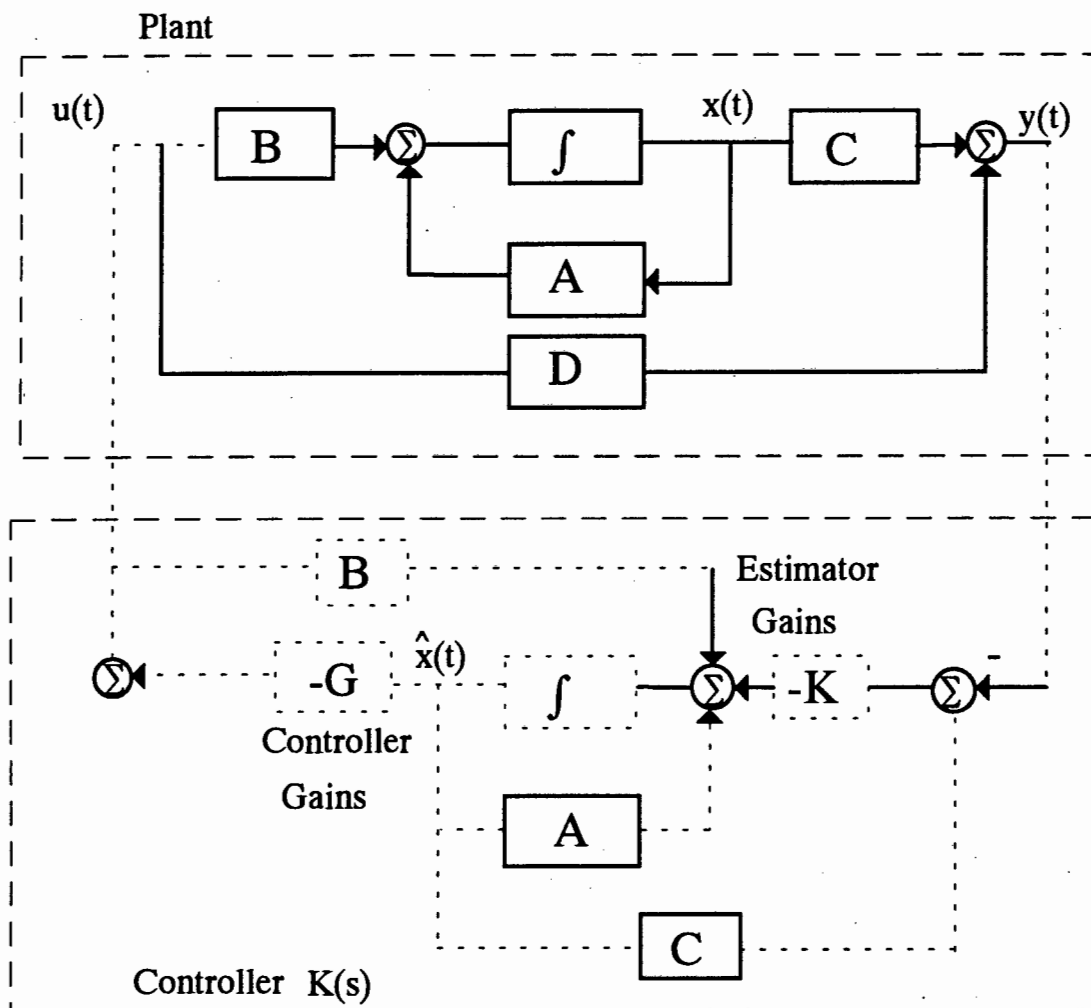 Plant
u(t)
B
Σ
∫
x(t)
C
Σ
y(t)
A
D
B
Estimator
Gains
Σ
-G
x̂(t)
∫
Σ
-K
Σ
-
Controller
Gains
A
C
Controller K(s)